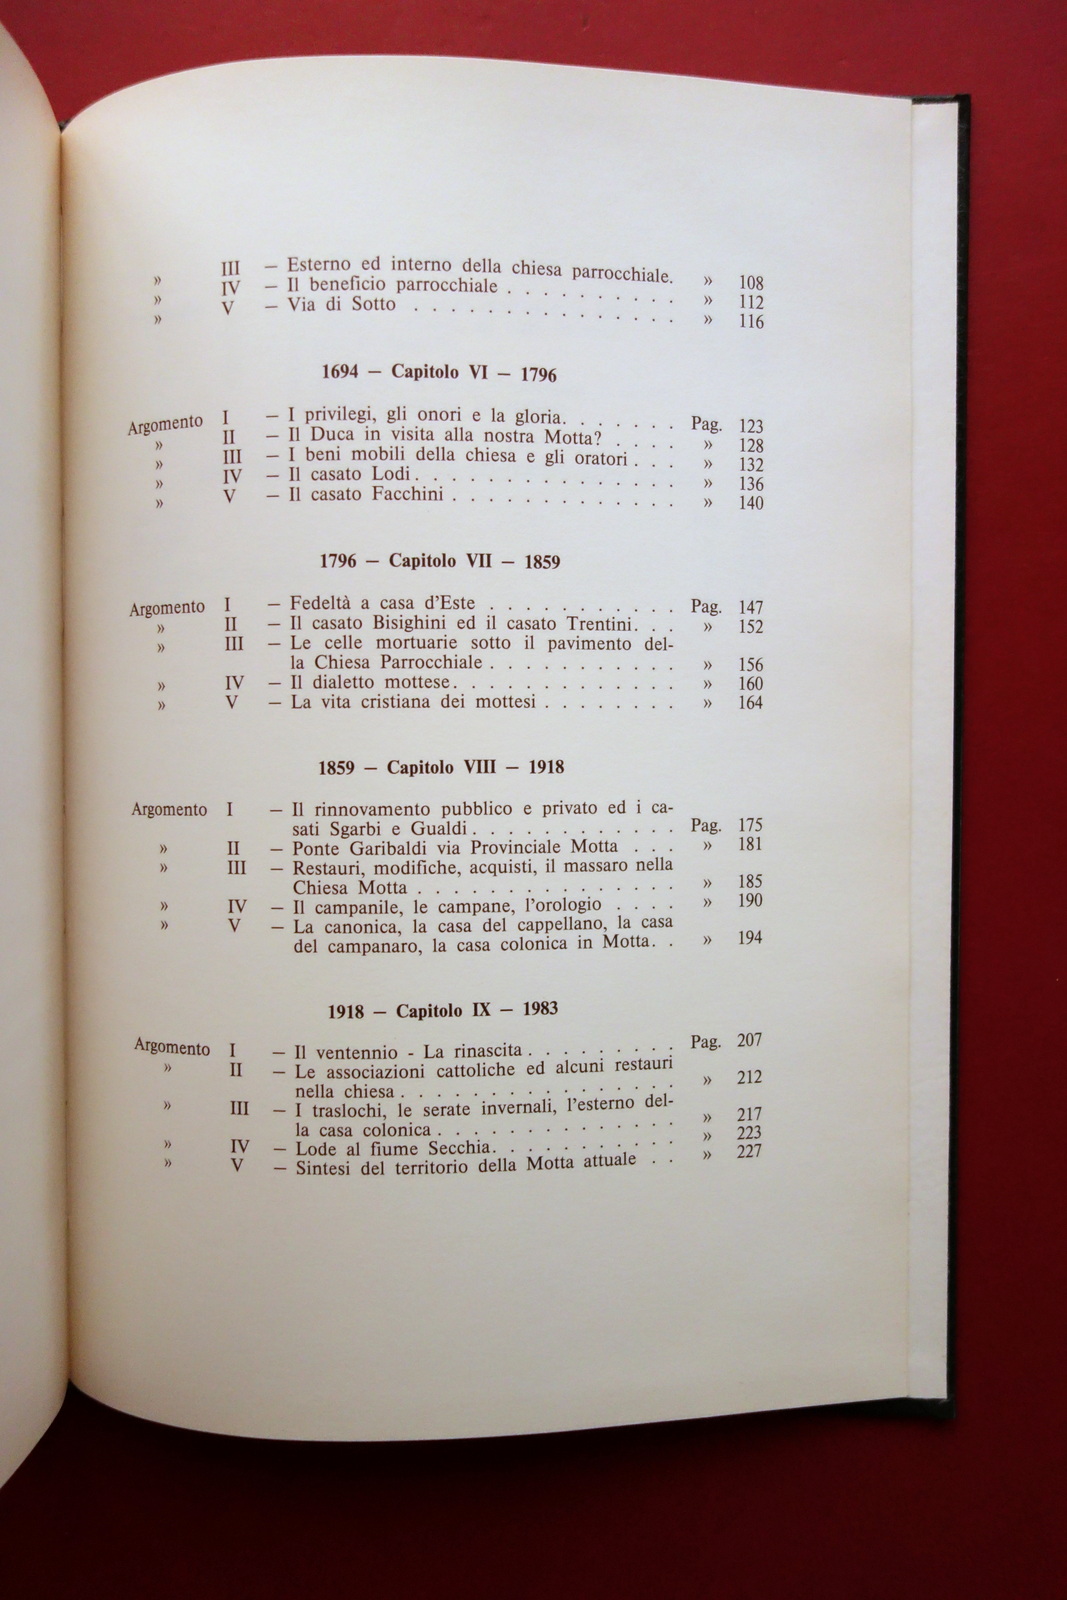 » III — Esterno ed interno della chiesa parrocchiale. » 108
» IV — Il beneficio parrocchiale . . . . . . . . . . » 112
» V — Via di Sotto . . . . . . . . . . . . . . . » 116
1694 — Capitolo VI — 1796
Argomento I — I privilegi, gli onori e la gloria. . . . . . . Pag. 123
» II — Il Duca in visita alla nostra Motta? . . . . » 128
» III — I beni mobili della chiesa e gli oratori . . . » 132
» IV — Il casato Lodi. . . . . . . . . . . . . . . » 136
» V — Il casato Facchini . . . . . . . . . . . . . » 140
1796 — Capitolo VII — 1859
Argomento I — Fedeltà a casa d'Este . . . . . . . . . . . Pag. 147
» II — Il casato Bisighini ed il casato Trentini. . . » 152
» III — Le celle mortuarie sotto il pavimento del-
la Chiesa Parrocchiale . . . . . . . . . . . » 156
» IV — Il dialetto mottese. . . . . . . . . . . . . » 160
» V — La vita cristiana dei mottesi . . . . . . . . » 164
1859 — Capitolo VIII — 1918
Argomento I — Il rinnovamento pubblico e privato ed i ca-
sati Sgarbi e Gualdi . . . . . . . . . . . . Pag. 175
» II — Ponte Garibaldi via Provinciale Motta . . . » 181
» III — Restauri, modifiche, acquisti, il massaro nella
Chiesa Motta . . . . . . . . . . . . . . . » 185
» IV — Il campanile, le campane, l'orologio . . . . » 190
» V — La canonica, la casa del cappellano, la casa
del campanaro, la casa colonica in Motta. . » 194
1918 — Capitolo IX — 1983
Argomento I — Il ventennio - La rinascita . . . . . . . . . Pag. 207
» II — Le associazioni cattoliche ed alcuni restauri
nella chiesa . . . . . . . . . . . . . . . » 212
» III — I traslochi, le serate invernali, l'esterno del-
la casa colonica . . . . . . . . . . . . . » 217
» IV — Lode al fiume Secchia. . . . . . . . . . . » 223
» V — Sintesi del territorio della Motta attuale . . » 227